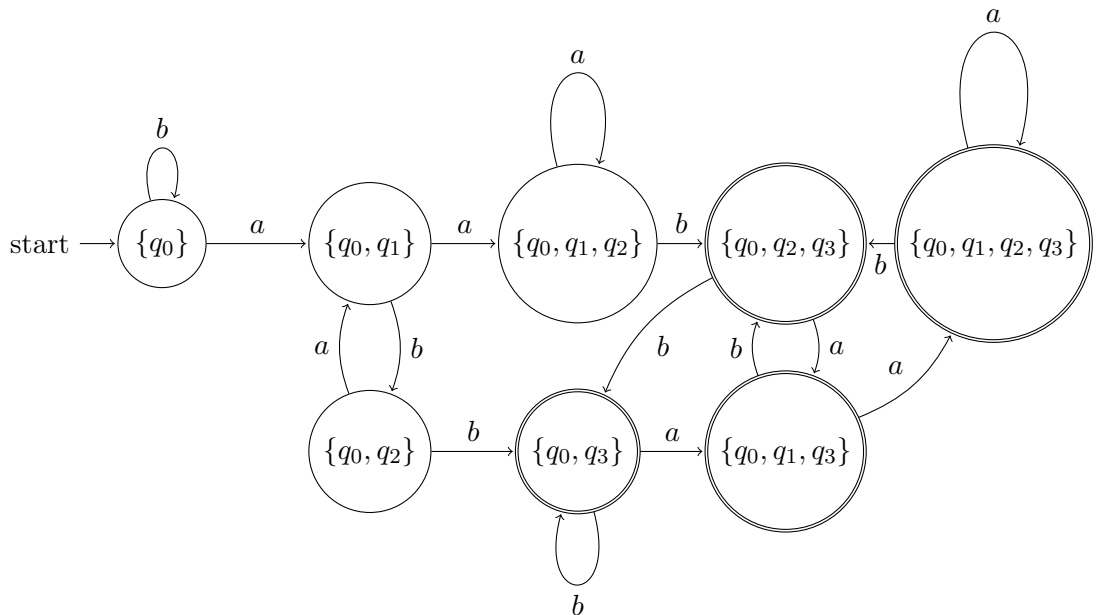 a
a
b
start
{q₀}
a
{q₀, q₁}
a
{q₀, q₁, q₂}
b
{q₀, q₂, q₃}
b
{q₀, q₁, q₂, q₃}
a
b
b
b
a
a
{q₀, q₂}
b
{q₀, q₃}
a
{q₀, q₁, q₃}
b